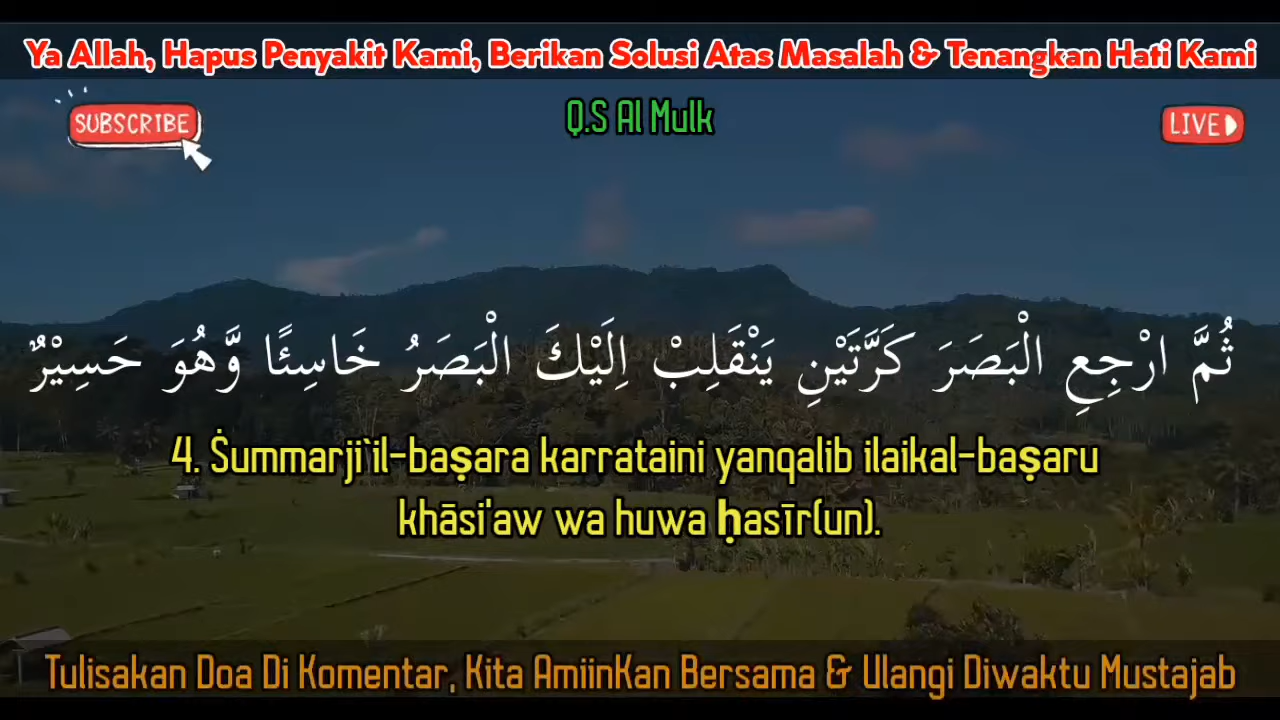 Ya Allah, Hapus Penyakit Kami, Berikan Solusi Atas Masalah & Tenangkan Hati Kami
SUBSCRIBE
Q.S Al Mulk
LIVE
ثُمَّ ارْجِعِ الْبَصَرَ كَرَّتَيْنِ يَنْقَلِبْ اِلَيْكَ الْبَصَرُ خَاسِئًا وَّهُوَ حَسِيْرٌ
4. Ṡummarji`il-baṣara karrataini yanqalib ilaikal-baṣaru
khāsi'aw wa huwa ḥasīr(un).
Tulisakan Doa Di Komentar, Kita AmiinKan Bersama & Ulangi Diwaktu Mustajab